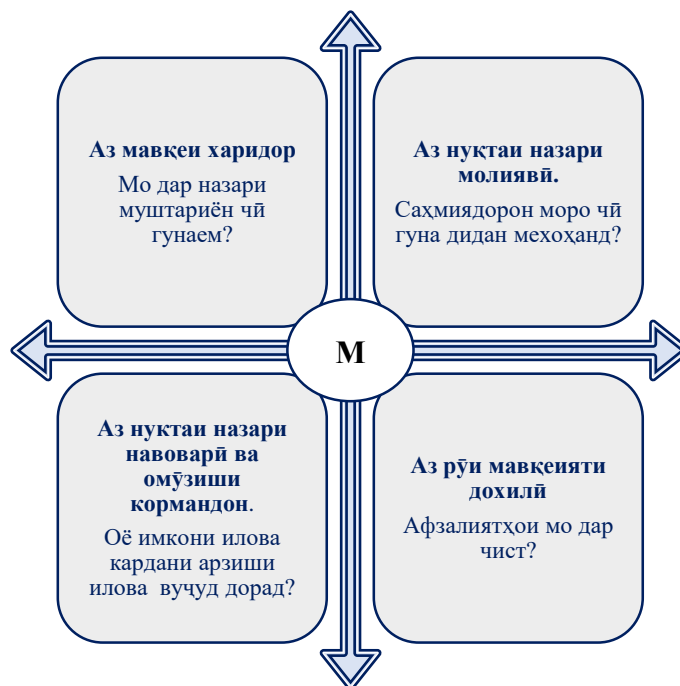 Аз мавқеи харидор
Мо дар назари
муштариён чӣ
гунаем?
Аз нуқтаи назари
молиявӣ.
Саҳмиядорон моро чӣ
гуна дидан мехоҳанд?
М
Аз нуктаи назари
навоварӣ ва
омӯзиши
кормандон.
Оё имкони илова
кардани арзиши
илова вуҷуд дорад?
Аз рӯи мавқеияти
дохилӣ
Афзалиятҳои мо дар
чист?